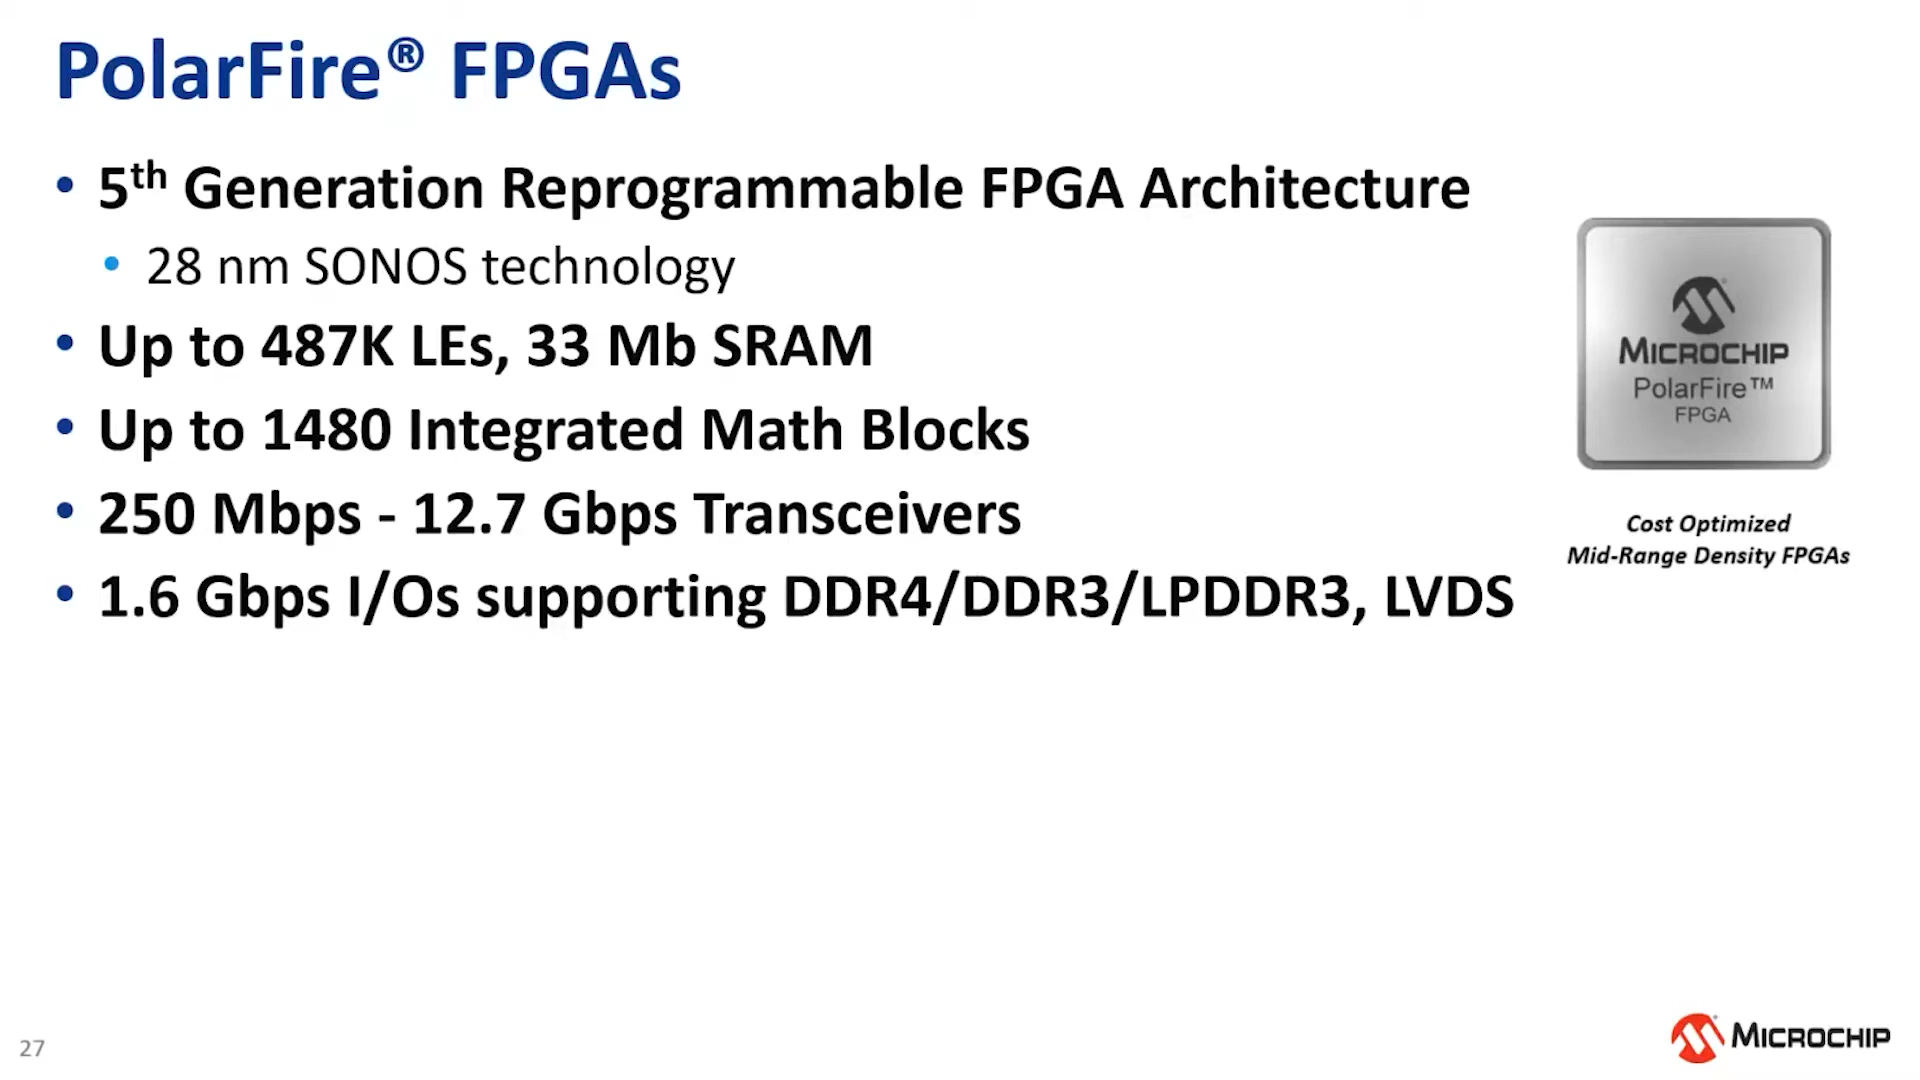 PolarFire® FPGAs
• 5th Generation Reprogrammable FPGA Architecture
• 28 nm SONOS technology
• Up to 487K LEs, 33 Mb SRAM
• Up to 1480 Integrated Math Blocks
• 250 Mbps - 12.7 Gbps Transceivers
• 1.6 Gbps I/Os supporting DDR4/DDR3/LPDDR3, LVDS
MICROCHIP
PolarFire™
FPGA
Cost Optimized
Mid-Range Density FPGAs
27
MICROCHIP